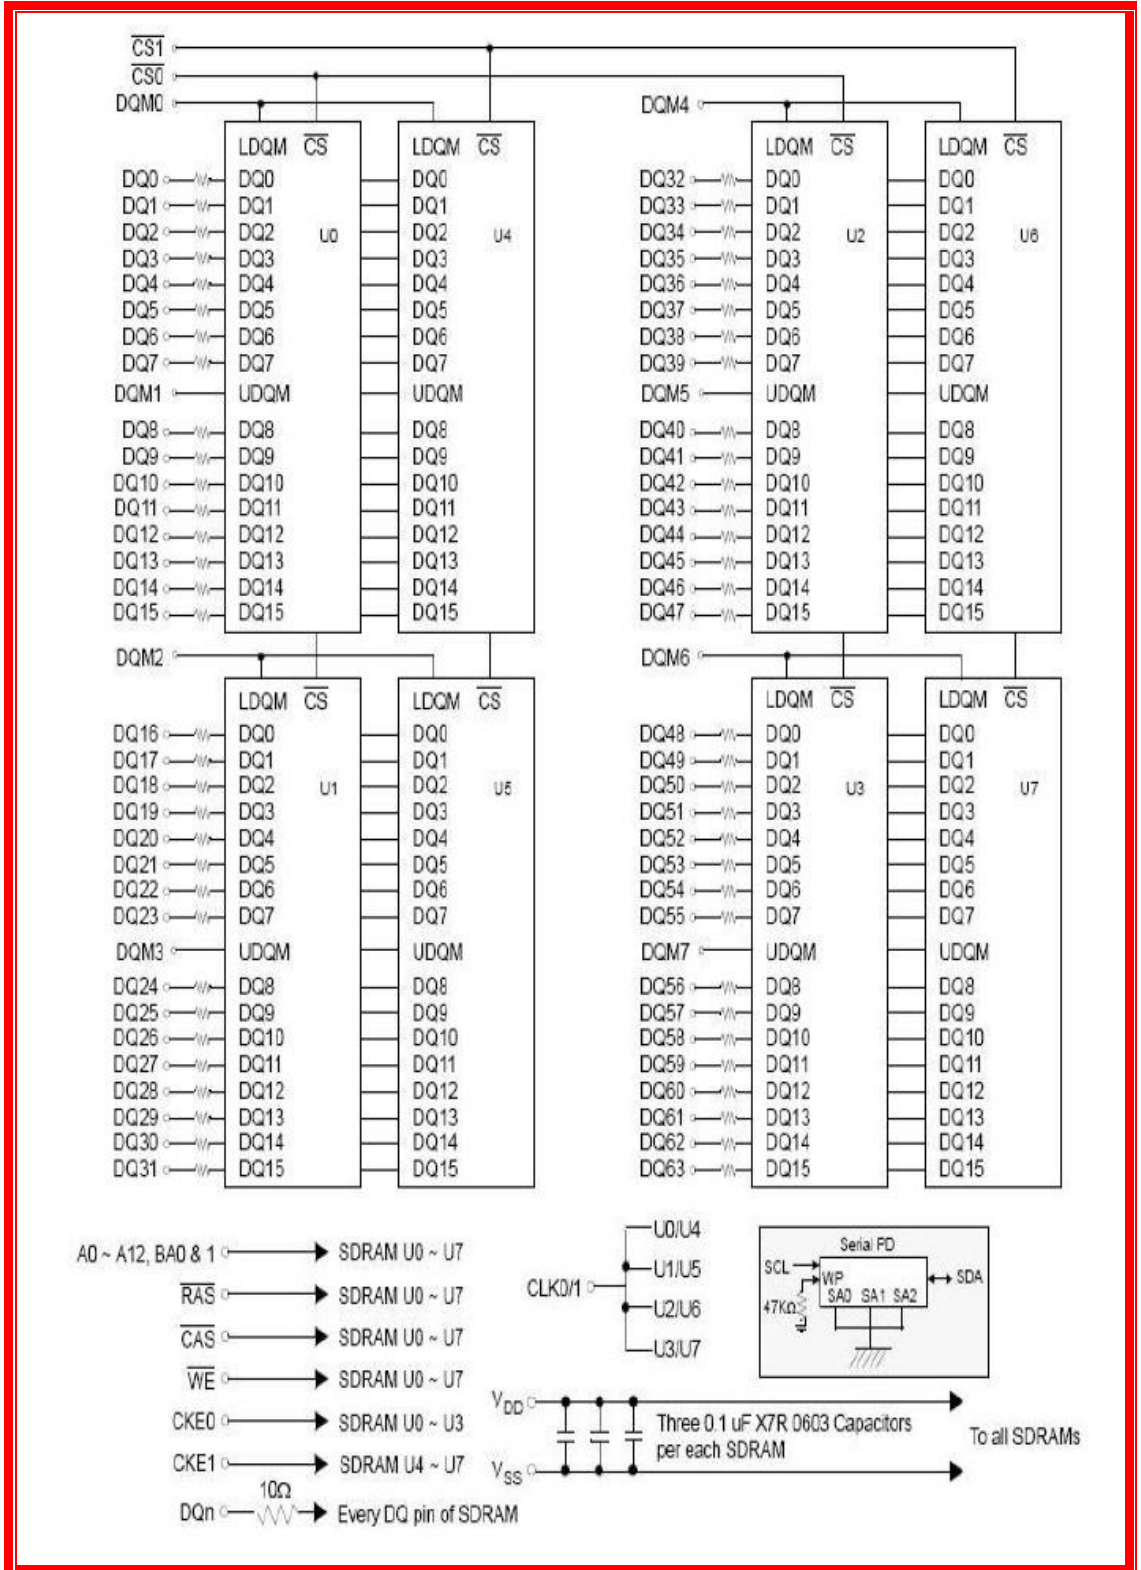 CS1
CS0
DQM0 DQM4
LDQM CS LDQM CS LDQM CS LDQM CS
DQ0 DQ0 DQ0 DQ32 DQ0 DQ0
DQ1 DQ1 DQ1 DQ33 DQ1 DQ1
DQ2 DQ2 U0 DQ2 U4 DQ34 DQ2 U2 DQ2 U6
DQ3 DQ3 DQ3 DQ35 DQ3 DQ3
DQ4 DQ4 DQ4 DQ36 DQ4 DQ4
DQ5 DQ5 DQ5 DQ37 DQ5 DQ5
DQ6 DQ6 DQ6 DQ38 DQ6 DQ6
DQ7 DQ7 DQ7 DQ39 DQ7 DQ7
DQM1 UDQM UDQM DQM5 UDQM UDQM
DQ8 DQ8 DQ8 DQ40 DQ8 DQ8
DQ9 DQ9 DQ9 DQ41 DQ9 DQ9
DQ10 DQ10 DQ10 DQ42 DQ10 DQ10
DQ11 DQ11 DQ11 DQ43 DQ11 DQ11
DQ12 DQ12 DQ12 DQ44 DQ12 DQ12
DQ13 DQ13 DQ13 DQ45 DQ13 DQ13
DQ14 DQ14 DQ14 DQ46 DQ14 DQ14
DQ15 DQ15 DQ15 DQ47 DQ15 DQ15
DQM2 DQM6
LDQM CS LDQM CS LDQM CS LDQM CS
DQ16 DQ0 DQ0 DQ48 DQ0 DQ0
DQ17 DQ1 DQ1 DQ49 DQ1 DQ1
DQ18 DQ2 U1 DQ2 U5 DQ50 DQ2 U3 DQ2 U7
DQ19 DQ3 DQ3 DQ51 DQ3 DQ3
DQ20 DQ4 DQ4 DQ52 DQ4 DQ4
DQ21 DQ5 DQ5 DQ53 DQ5 DQ5
DQ22 DQ6 DQ6 DQ54 DQ6 DQ6
DQ23 DQ7 DQ7 DQ55 DQ7 DQ7
DQM3 UDQM UDQM DQM7 UDQM UDQM
DQ24 DQ8 DQ8 DQ56 DQ8 DQ8
DQ25 DQ9 DQ9 DQ57 DQ9 DQ9
DQ26 DQ10 DQ10 DQ58 DQ10 DQ10
DQ27 DQ11 DQ11 DQ59 DQ11 DQ11
DQ28 DQ12 DQ12 DQ60 DQ12 DQ12
DQ29 DQ13 DQ13 DQ61 DQ13 DQ13
DQ30 DQ14 DQ14 DQ62 DQ14 DQ14
DQ31 DQ15 DQ15 DQ63 DQ15 DQ15
A0 ~ A12, BA0 & 1 SDRAM U0 ~ U7
RAS SDRAM U0 ~ U7
CAS SDRAM U0 ~ U7
WE SDRAM U0 ~ U7
CKE0 SDRAM U0 ~ U3
CKE1 SDRAM U4 ~ U7
10Ω
DQn Every DQ pin of SDRAM
CLK0/1
U0/U4
U1/U5
U2/U6
U3/U7
Serial PD
SCL
WP
SDA
47KΩ
SA0 SA1 SA2
VDD
Three 0.1 uF X7R 0603 Capacitors
per each SDRAM
To all SDRAMs
VSS